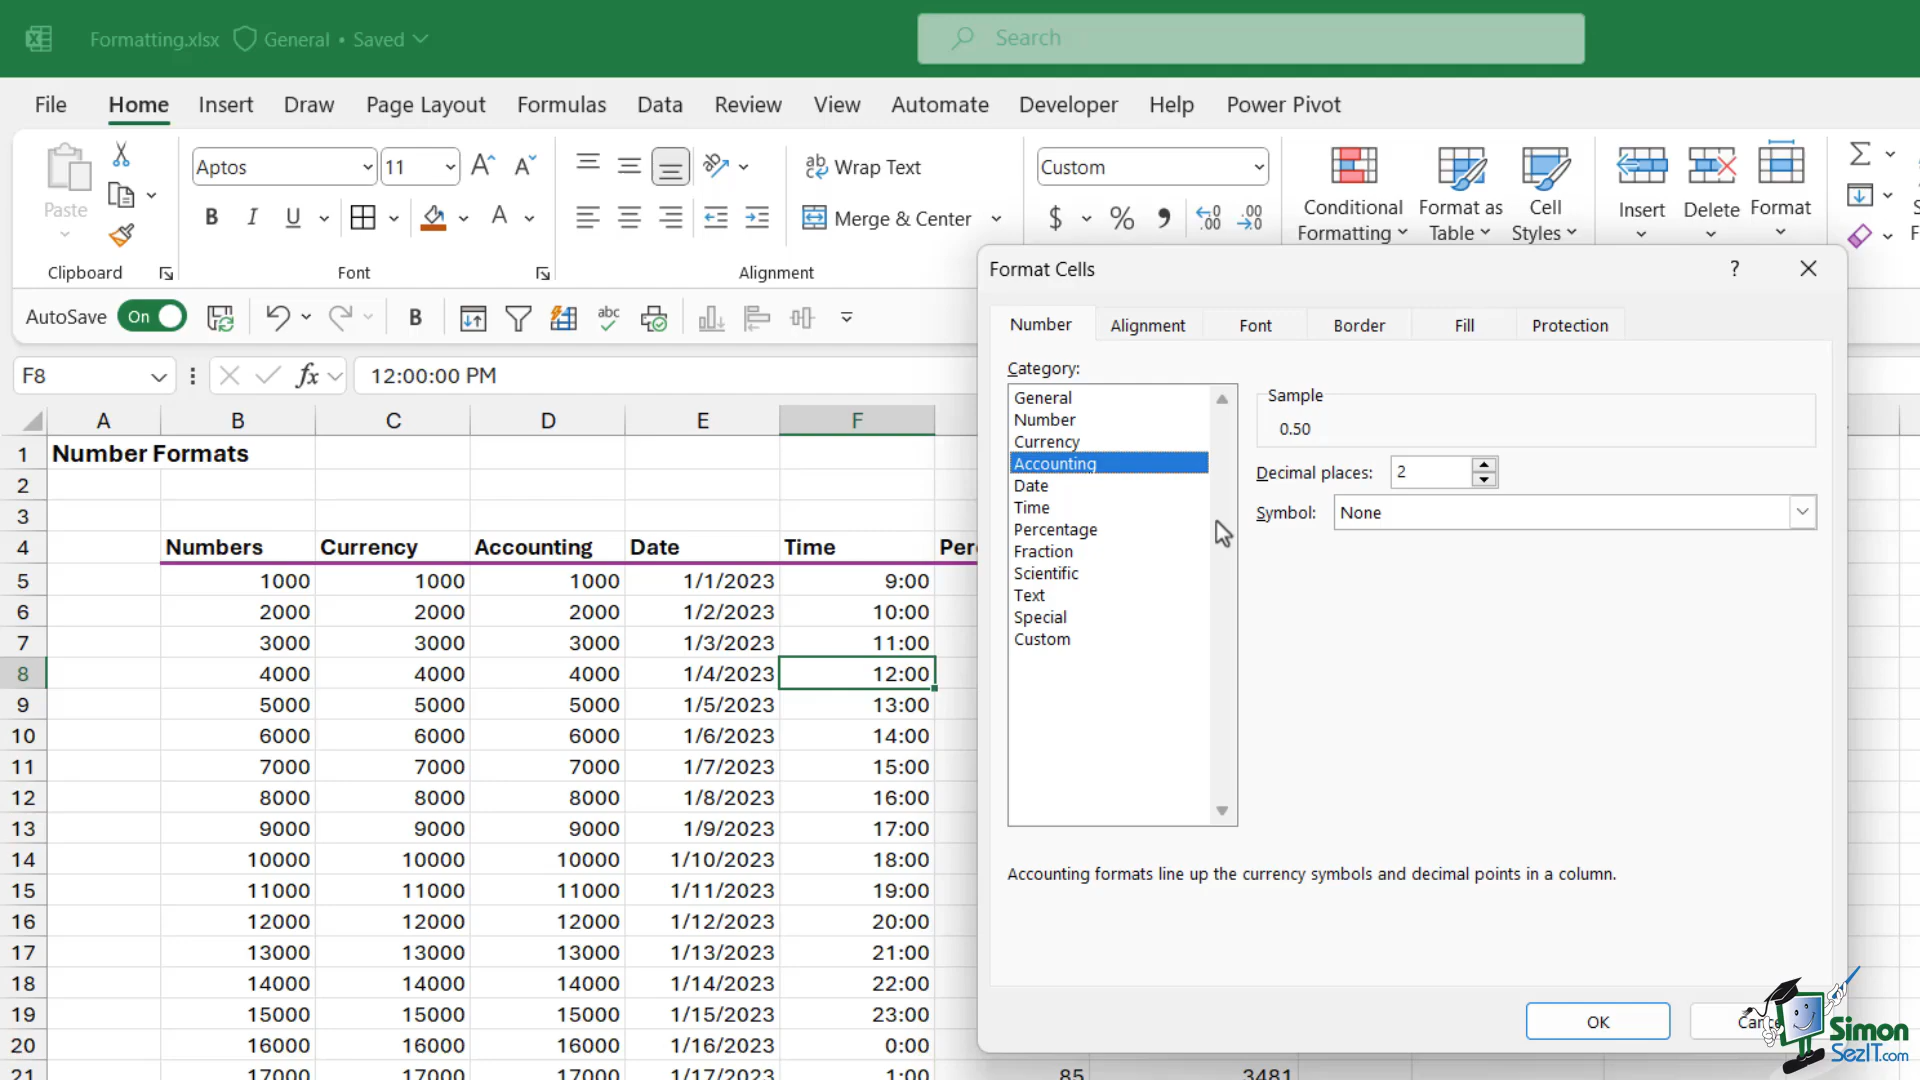 Formatting.xlsx General • Saved
Search
File Home Insert Draw Page Layout Formulas Data Review View Automate Developer Help Power Pivot
Paste
Clipboard
Aptos 11
B I U A
Font
ab Wrap Text
Merge & Center
Alignment
Custom
$ % 9 .00 .00
Conditional Formatting
Format as Table
Cell Styles
Insert Delete Format
AutoSave On B abc
F8 fx 12:00:00 PM
A B C D E F
1 Number Formats
2
3
4 Numbers Currency Accounting Date Time
5 1000 1000 1000 1/1/2023 9:00
6 2000 2000 2000 1/2/2023 10:00
7 3000 3000 3000 1/3/2023 11:00
8 4000 4000 4000 1/4/2023 12:00
9 5000 5000 5000 1/5/2023 13:00
10 6000 6000 6000 1/6/2023 14:00
11 7000 7000 7000 1/7/2023 15:00
12 8000 8000 8000 1/8/2023 16:00
13 9000 9000 9000 1/9/2023 17:00
14 10000 10000 10000 1/10/2023 18:00
15 11000 11000 11000 1/11/2023 19:00
16 12000 12000 12000 1/12/2023 20:00
17 13000 13000 13000 1/13/2023 21:00
18 14000 14000 14000 1/14/2023 22:00
19 15000 15000 15000 1/15/2023 23:00
20 16000 16000 16000 1/16/2023 0:00
21 17000 17000 17000 1/17/2023 1:00 85 3481
Format Cells ?
Number Alignment Font Border Fill Protection
Category:
General
Number
Currency
Accounting
Date
Time
Percentage
Fraction
Scientific
Text
Special
Custom
Sample
0.50
Decimal places: 2
Symbol: None
Accounting formats line up the currency symbols and decimal points in a column.
OK
Simon
SezIT.com